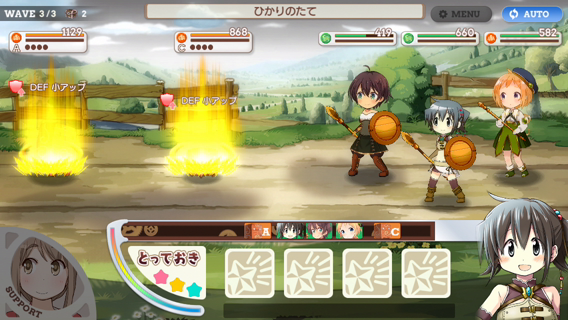 WAVE 3/3 2
ひかりのたて
MENU
AUTO
1129
868
419
660
582
A
C
DEF 小アップ
DEF 小アップ
A
C
とっておき
SUPPORT